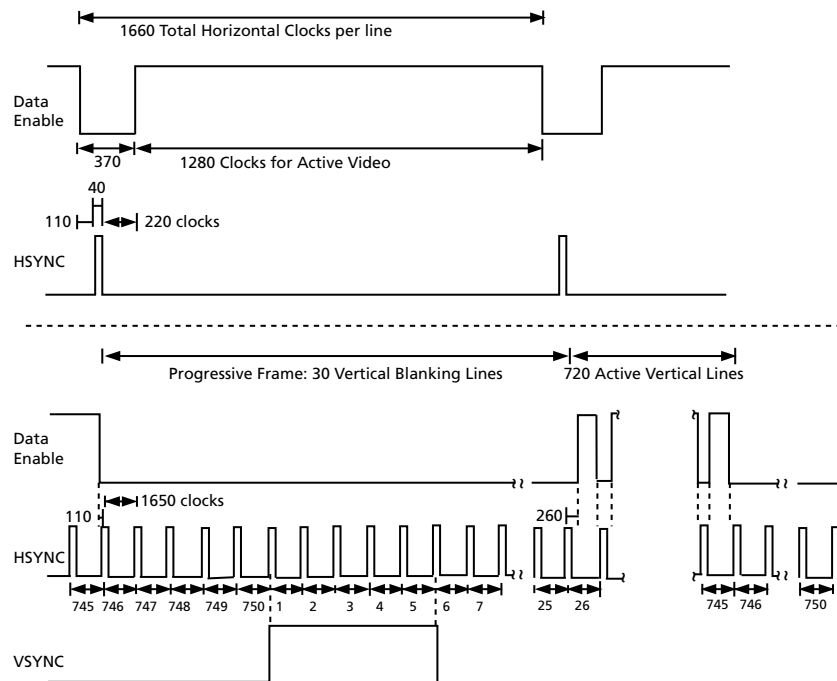 1660 Total Horizontal Clocks per line
Data
Enable
370
1280 Clocks for Active Video
40
110
220 clocks
HSYNC
Progressive Frame: 30 Vertical Blanking Lines
720 Active Vertical Lines
Data
Enable
1650 clocks
110
260
HSYNC
745 746 747 748 749 750 1 2 3 4 5 6 7 25 26 745 746 750
VSYNC